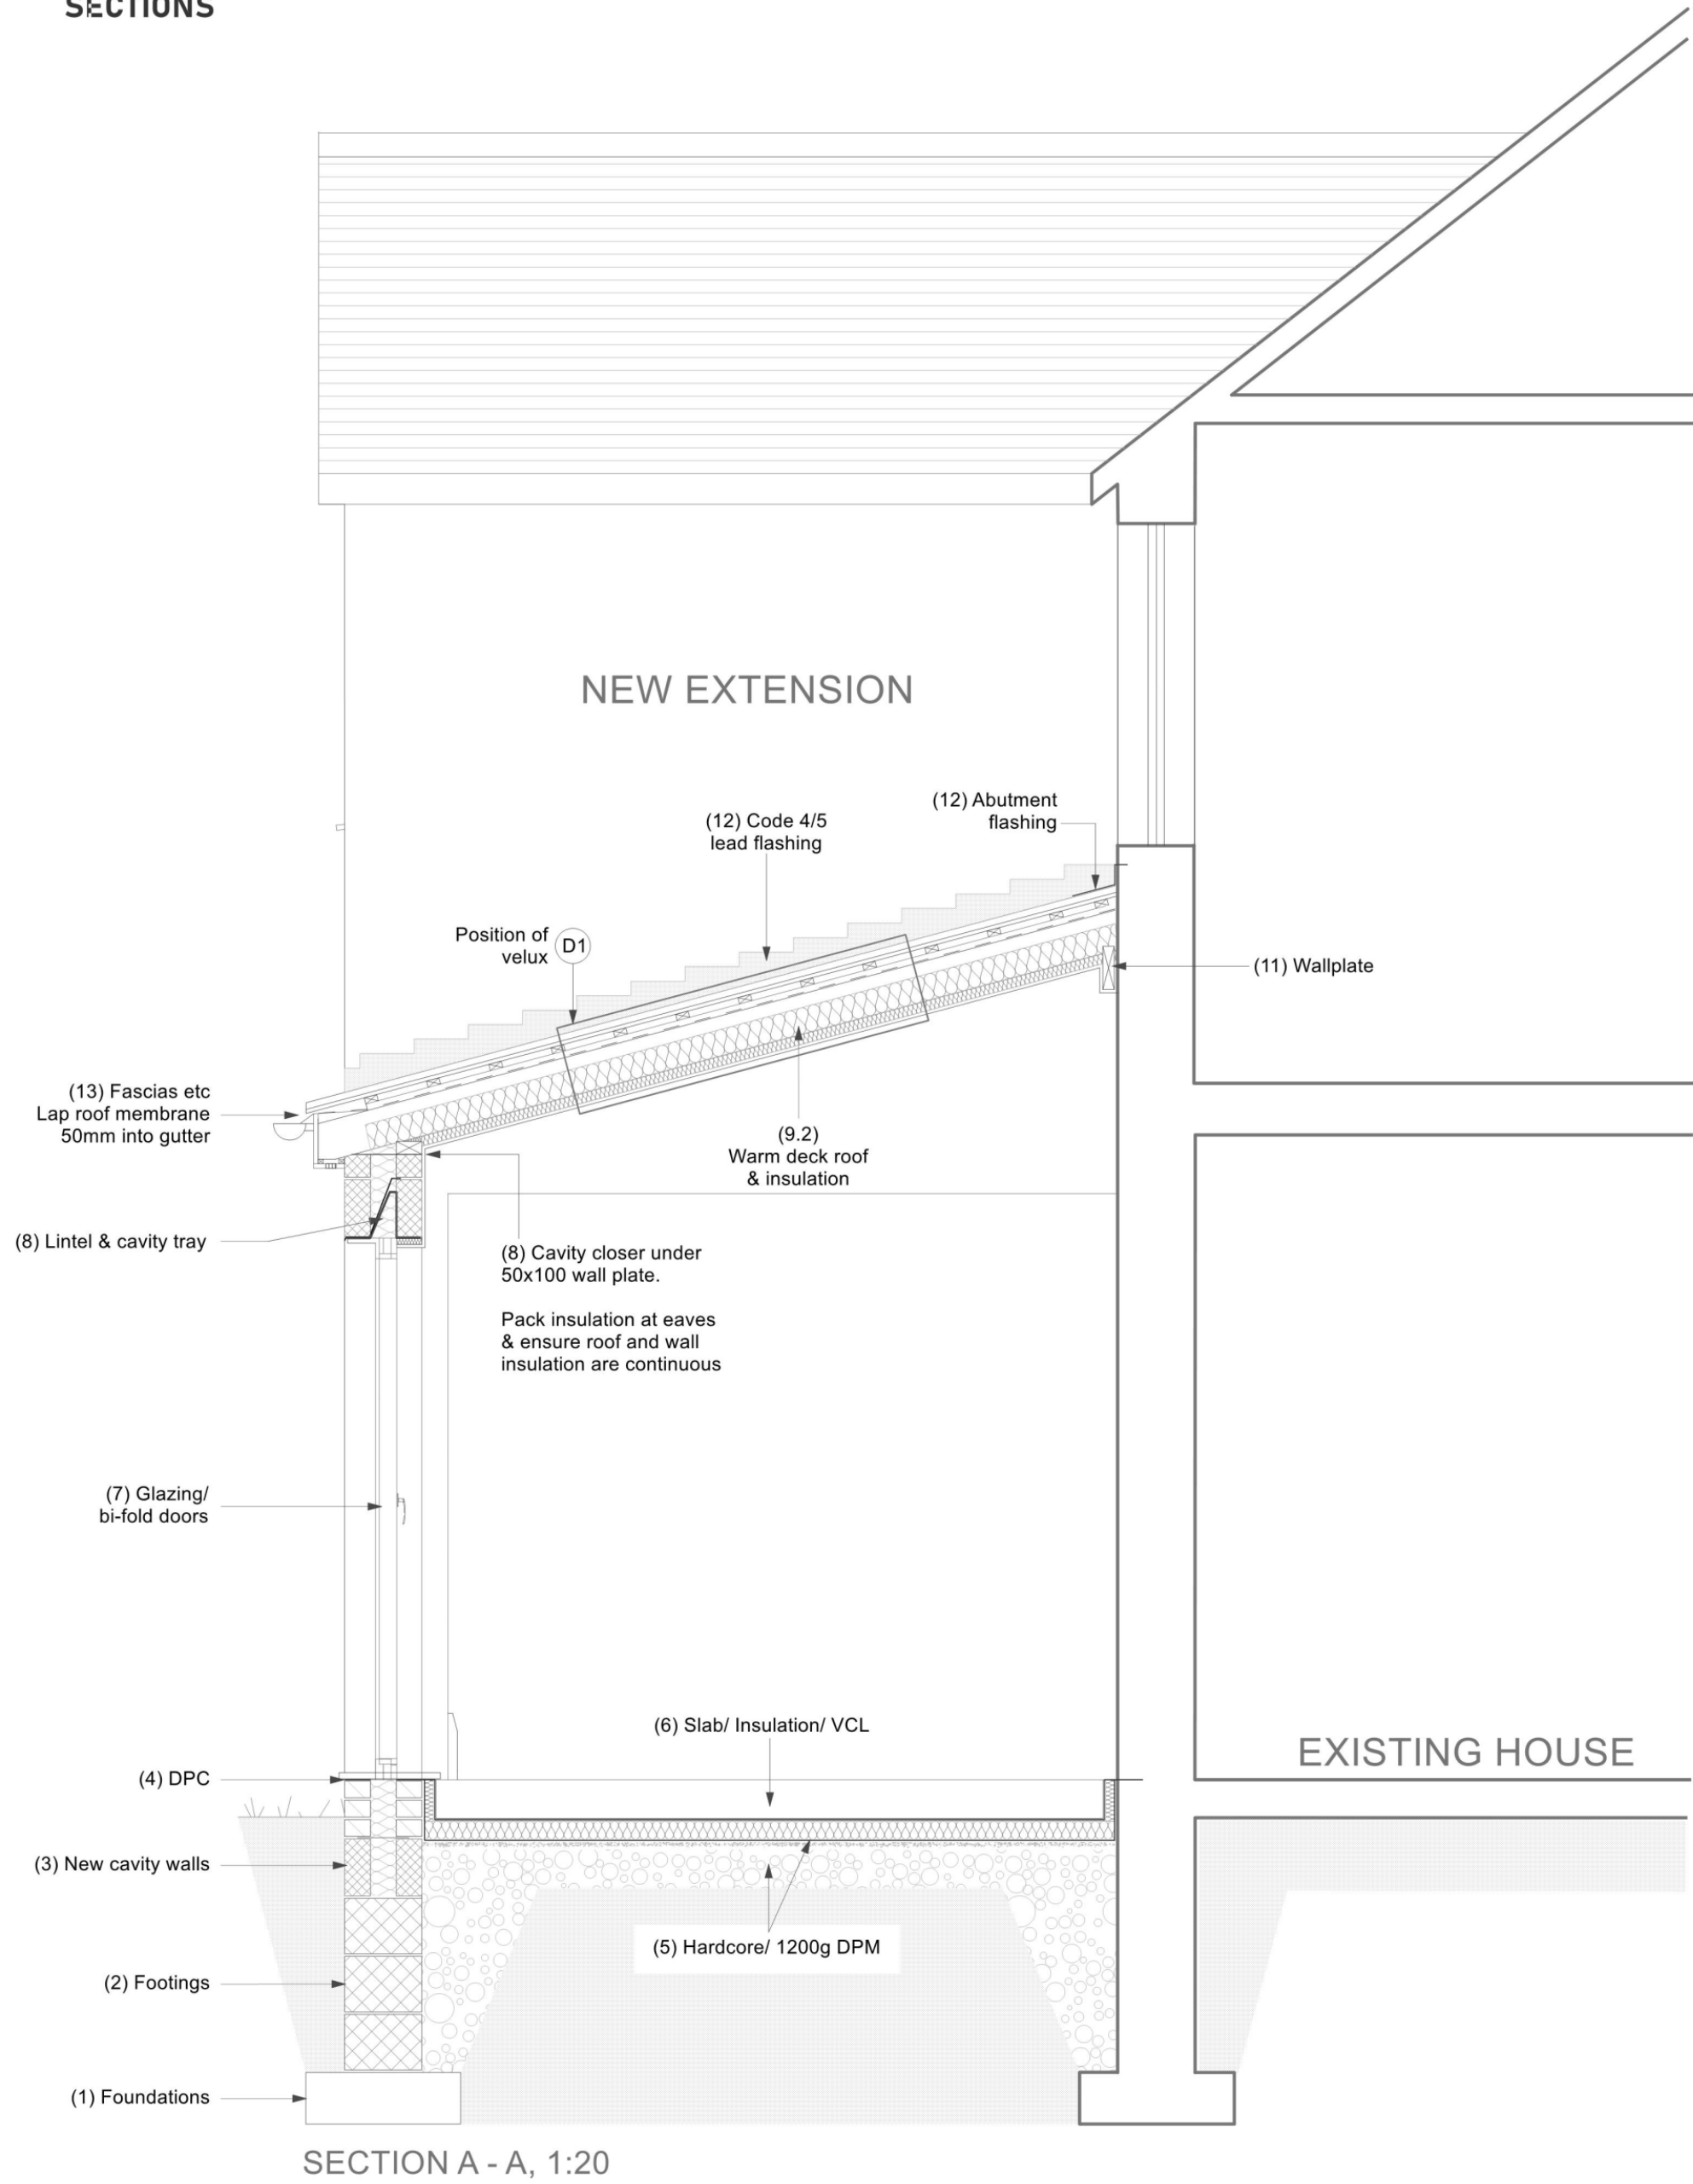 SECTIONS
NEW EXTENSION
(12) Abutment
flashing
(12) Code 4/5
lead flashing
Position of
velux
D1
(11) Wallplate
(13) Fascias etc
Lap roof membrane
50mm into gutter
(9.2)
Warm deck roof
& insulation
(8) Lintel & cavity tray
(8) Cavity closer under
50x100 wall plate.
Pack insulation at eaves
& ensure roof and wall
insulation are continuous
(7) Glazing/
bi-fold doors
(6) Slab/ Insulation/ VCL
EXISTING HOUSE
(4) DPC
(3) New cavity walls
(5) Hardcore/ 1200g DPM
(2) Footings
(1) Foundations
SECTION A - A, 1:20